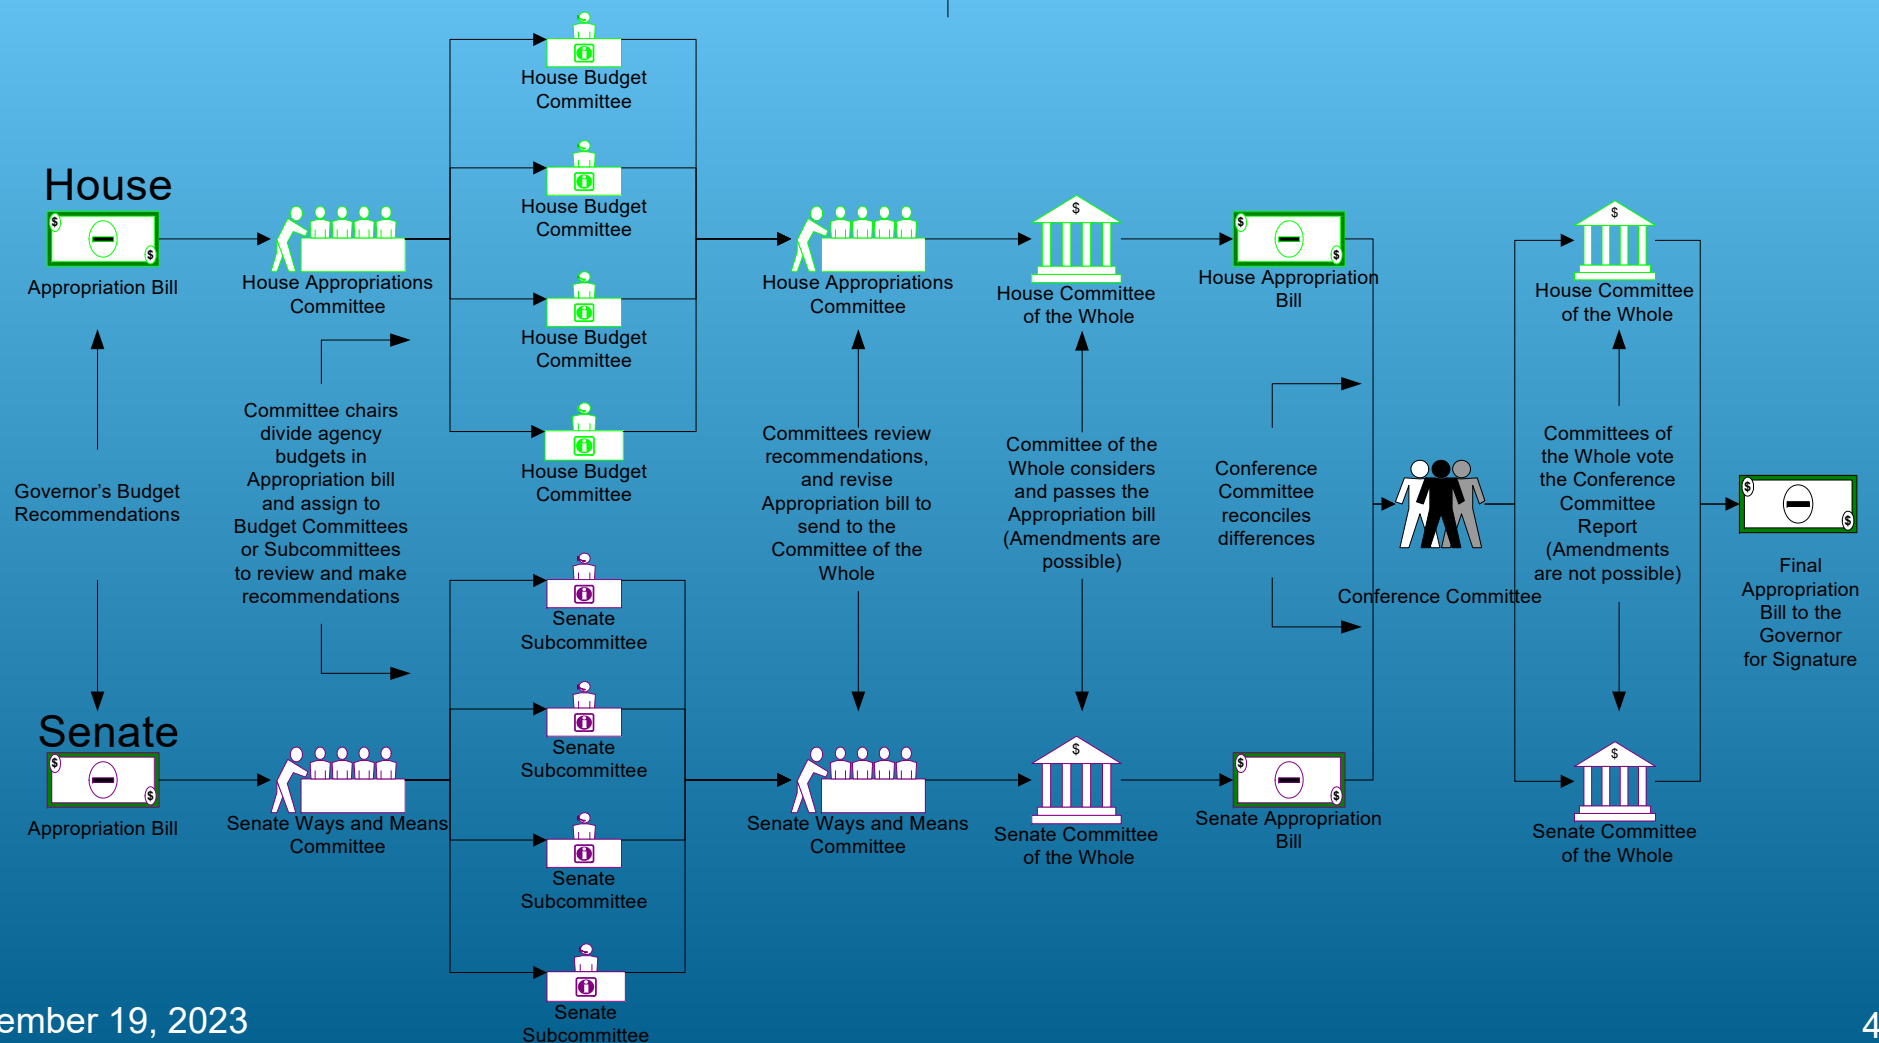 House Budget
Committee
House Budget
Committee
House Budget
Committee
House Budget
Committee
House
$
$
Appropriation Bill
House Appropriations
Committee
House Appropriations
Committee
$
House Committee
of the Whole
$
$
House Appropriation
Bill
$
House Committee
of the Whole
Governor's Budget
Recommendations
Committee chairs
divide agency
budgets in
Appropriation bill
and assign to
Budget Committees
or Subcommittees
to review and make
recommendations
Committees review
recommendations,
and revise
Appropriation bill to
send to the
Committee of the
Whole
Committee of the
Whole considers
and passes the
Appropriation bill
(Amendments are
possible)
Conference
Committee
reconciles
differences
Conference Committee
Committees of
the Whole vote
the Conference
Committee
Report
(Amendments
are not possible)
$
$
Final
Appropriation
Bill to the
Governor
for Signature
Senate
Subcommittee
Senate
Subcommittee
Senate
Subcommittee
Senate
Subcommittee
Senate
$
$
Appropriation Bill
Senate Ways and Means
Committee
Senate Ways and Means
Committee
$
Senate Committee
of the Whole
$
$
Senate Appropriation
Bill
$
Senate Committee
of the Whole
ember 19, 2023
4